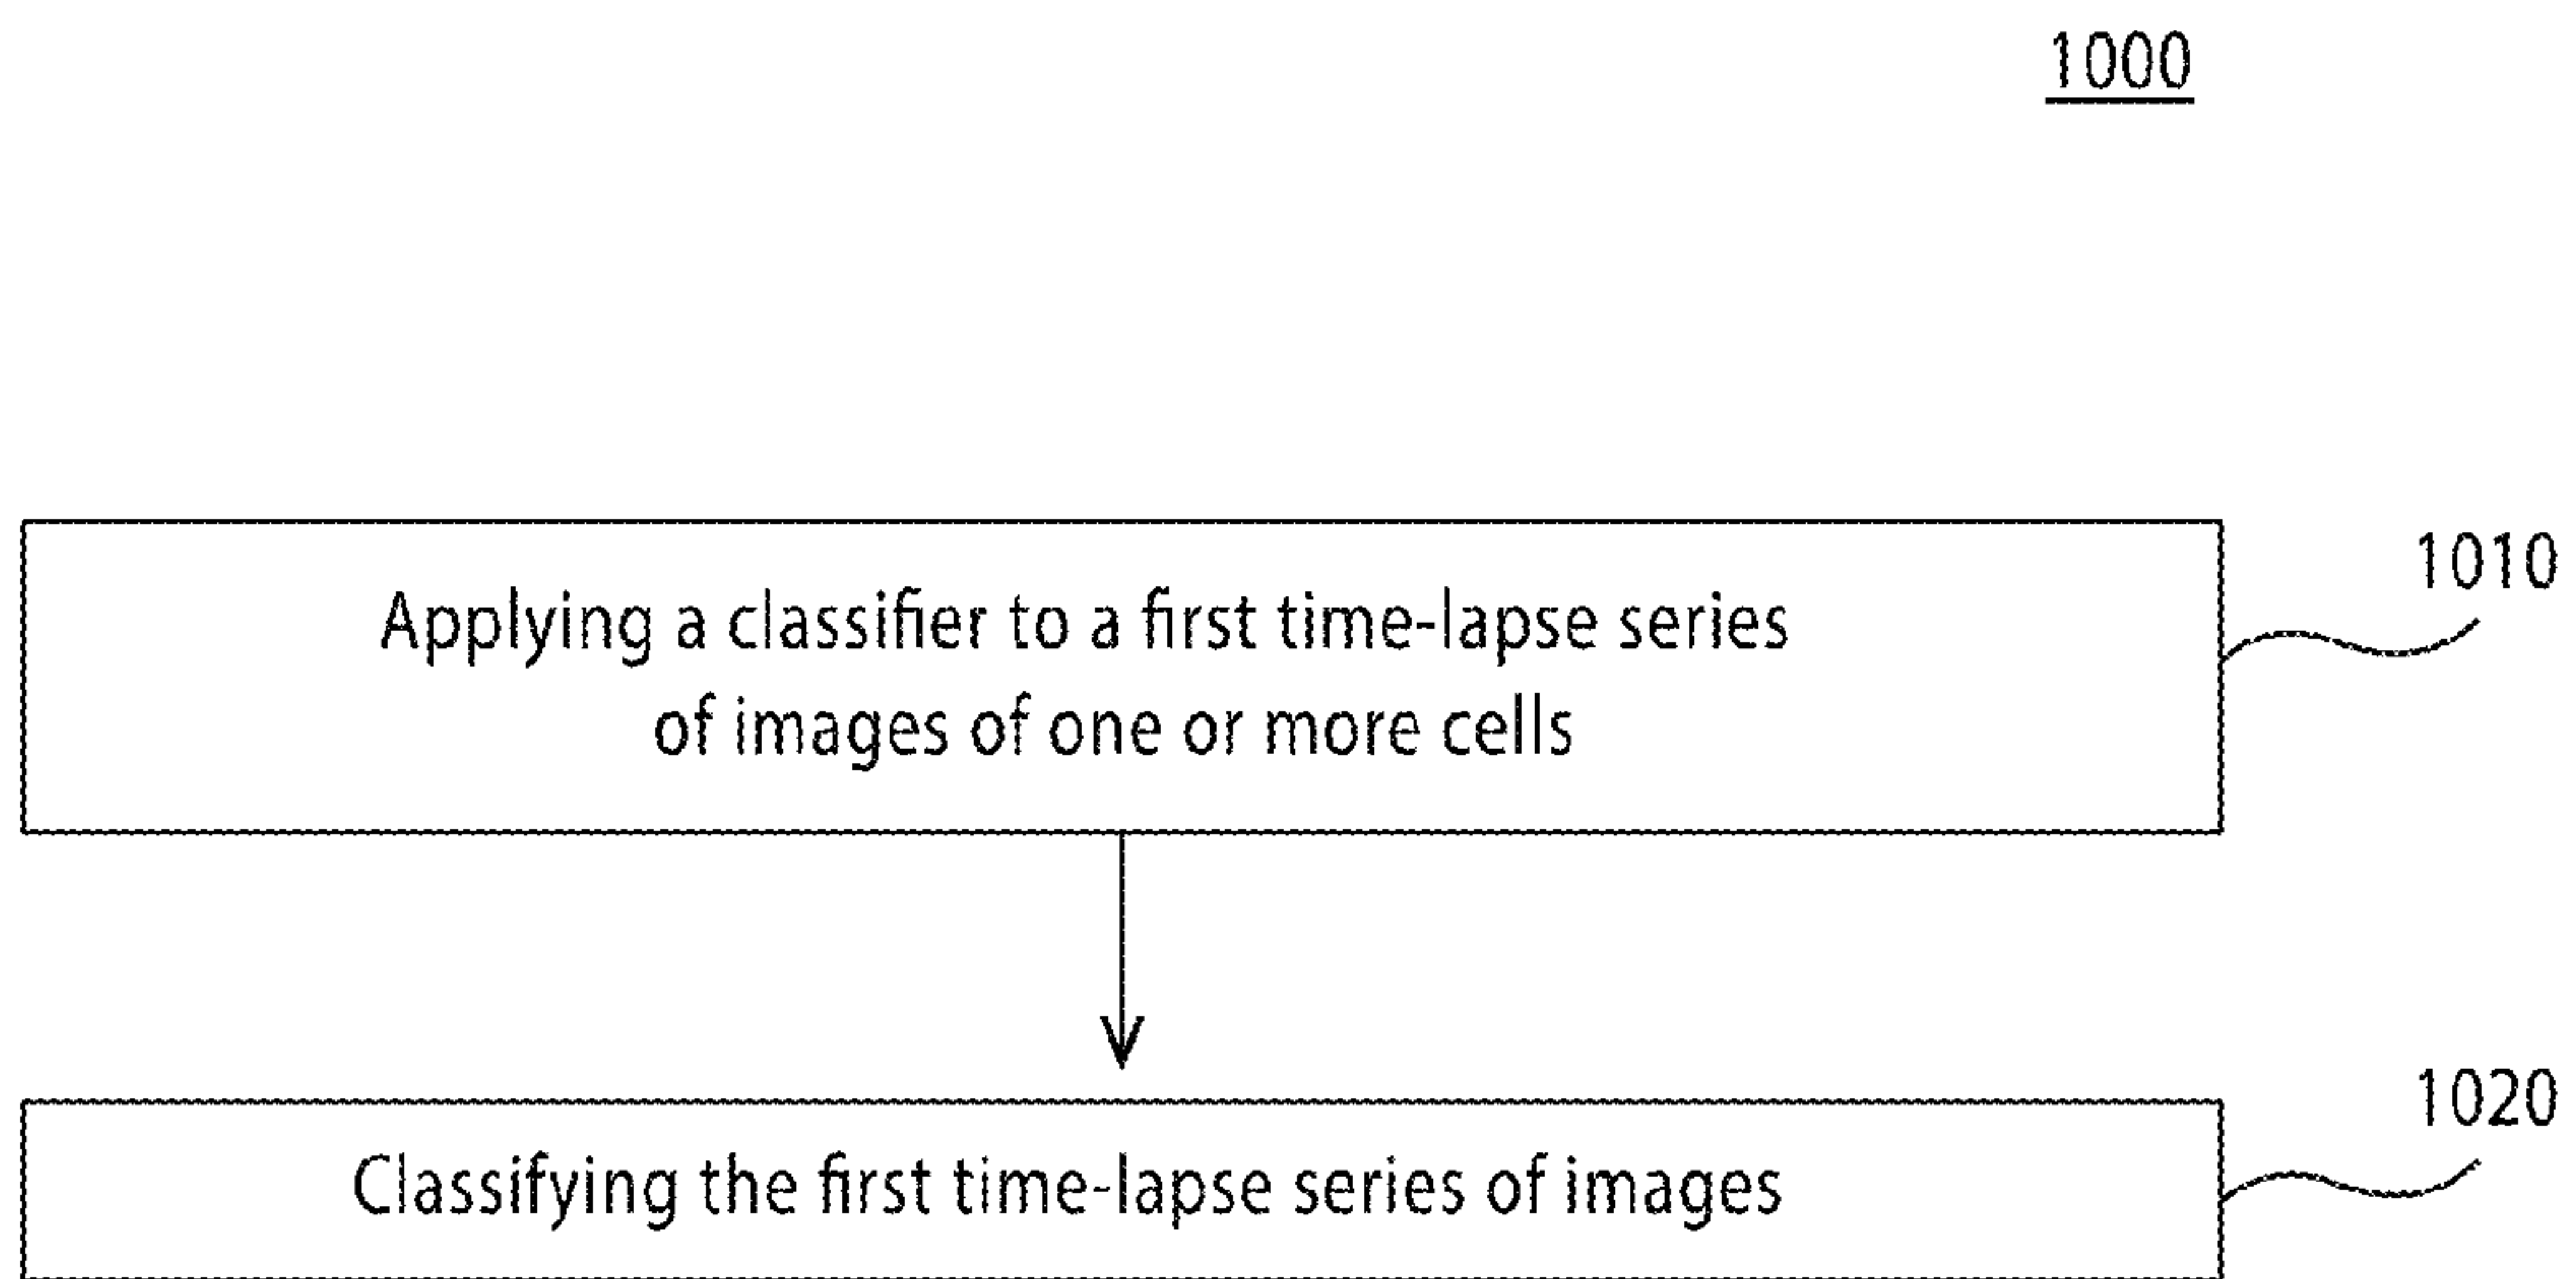 1000
1010
Applying a classifier to a first time-lapse series
of images of one or more cells
1020
Classifying the first time-lapse series of images